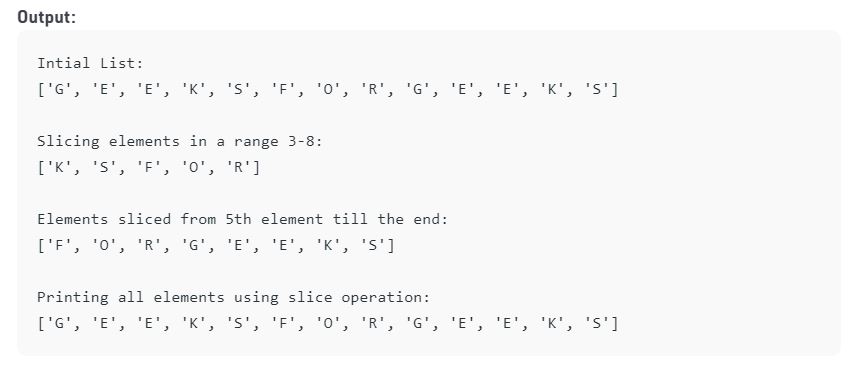 Output:
Intial List:
['G', 'E', 'E', 'K', 'S', 'F', 'O', 'R', 'G', 'E', 'E', 'K', 'S']
Slicing elements in a range 3-8:
['K', 'S', 'F', 'O', 'R']
Elements sliced from 5th element till the end:
['F', 'O', 'R', 'G', 'E', 'E', 'K', 'S']
Printing all elements using slice operation:
['G', 'E', 'E', 'K', 'S', 'F', 'O', 'R', 'G', 'E', 'E', 'K', 'S']